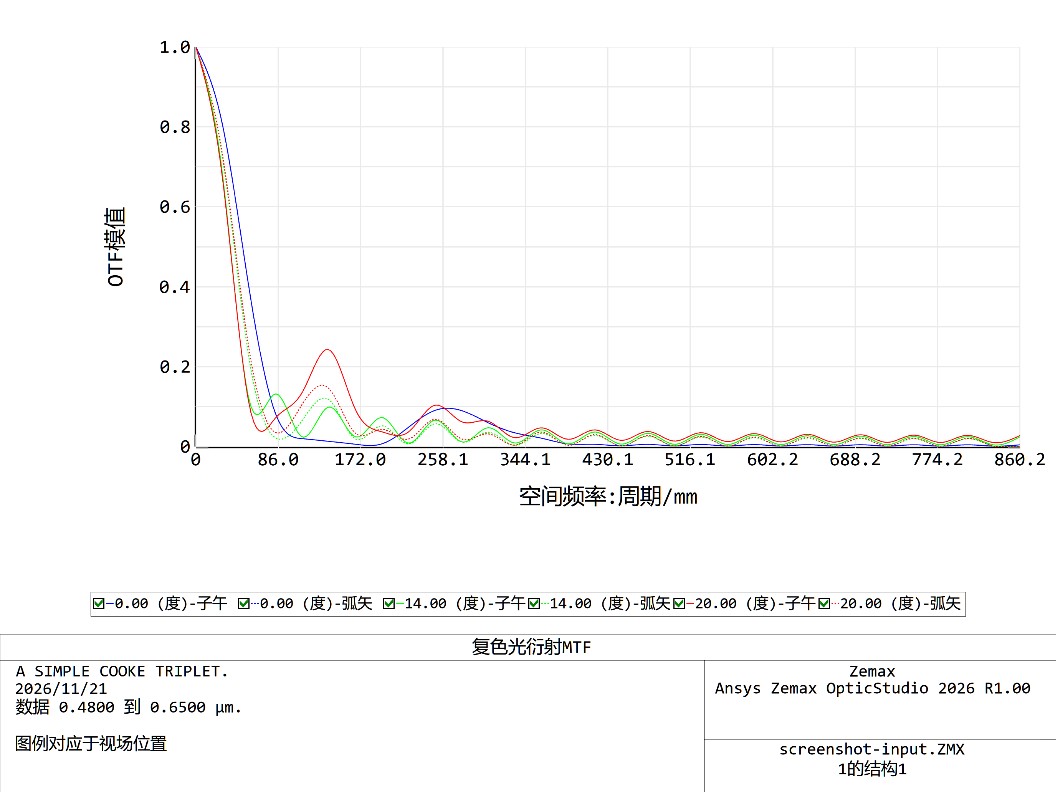 1.0
0.8
0.6
0.4
0.2
0
OTF模值
0 86.0 172.0 258.1 344.1 430.1 516.1 602.2 688.2 774.2 860.2
空间频率:周期/mm
0.00 (度)-子午 0.00 (度)-弧矢 14.00 (度)-子午 14.00 (度)-弧矢 20.00 (度)-子午 20.00 (度)-弧矢
复色光衍射MTF
A SIMPLE COOKE TRIPLET.
2026/11/21
数据 0.4800 到 0.6500 μm.
图例对应于视场位置
Zemax
Ansys Zemax OpticStudio 2026 R1.00
screenshot-input.ZMX
1的结构1